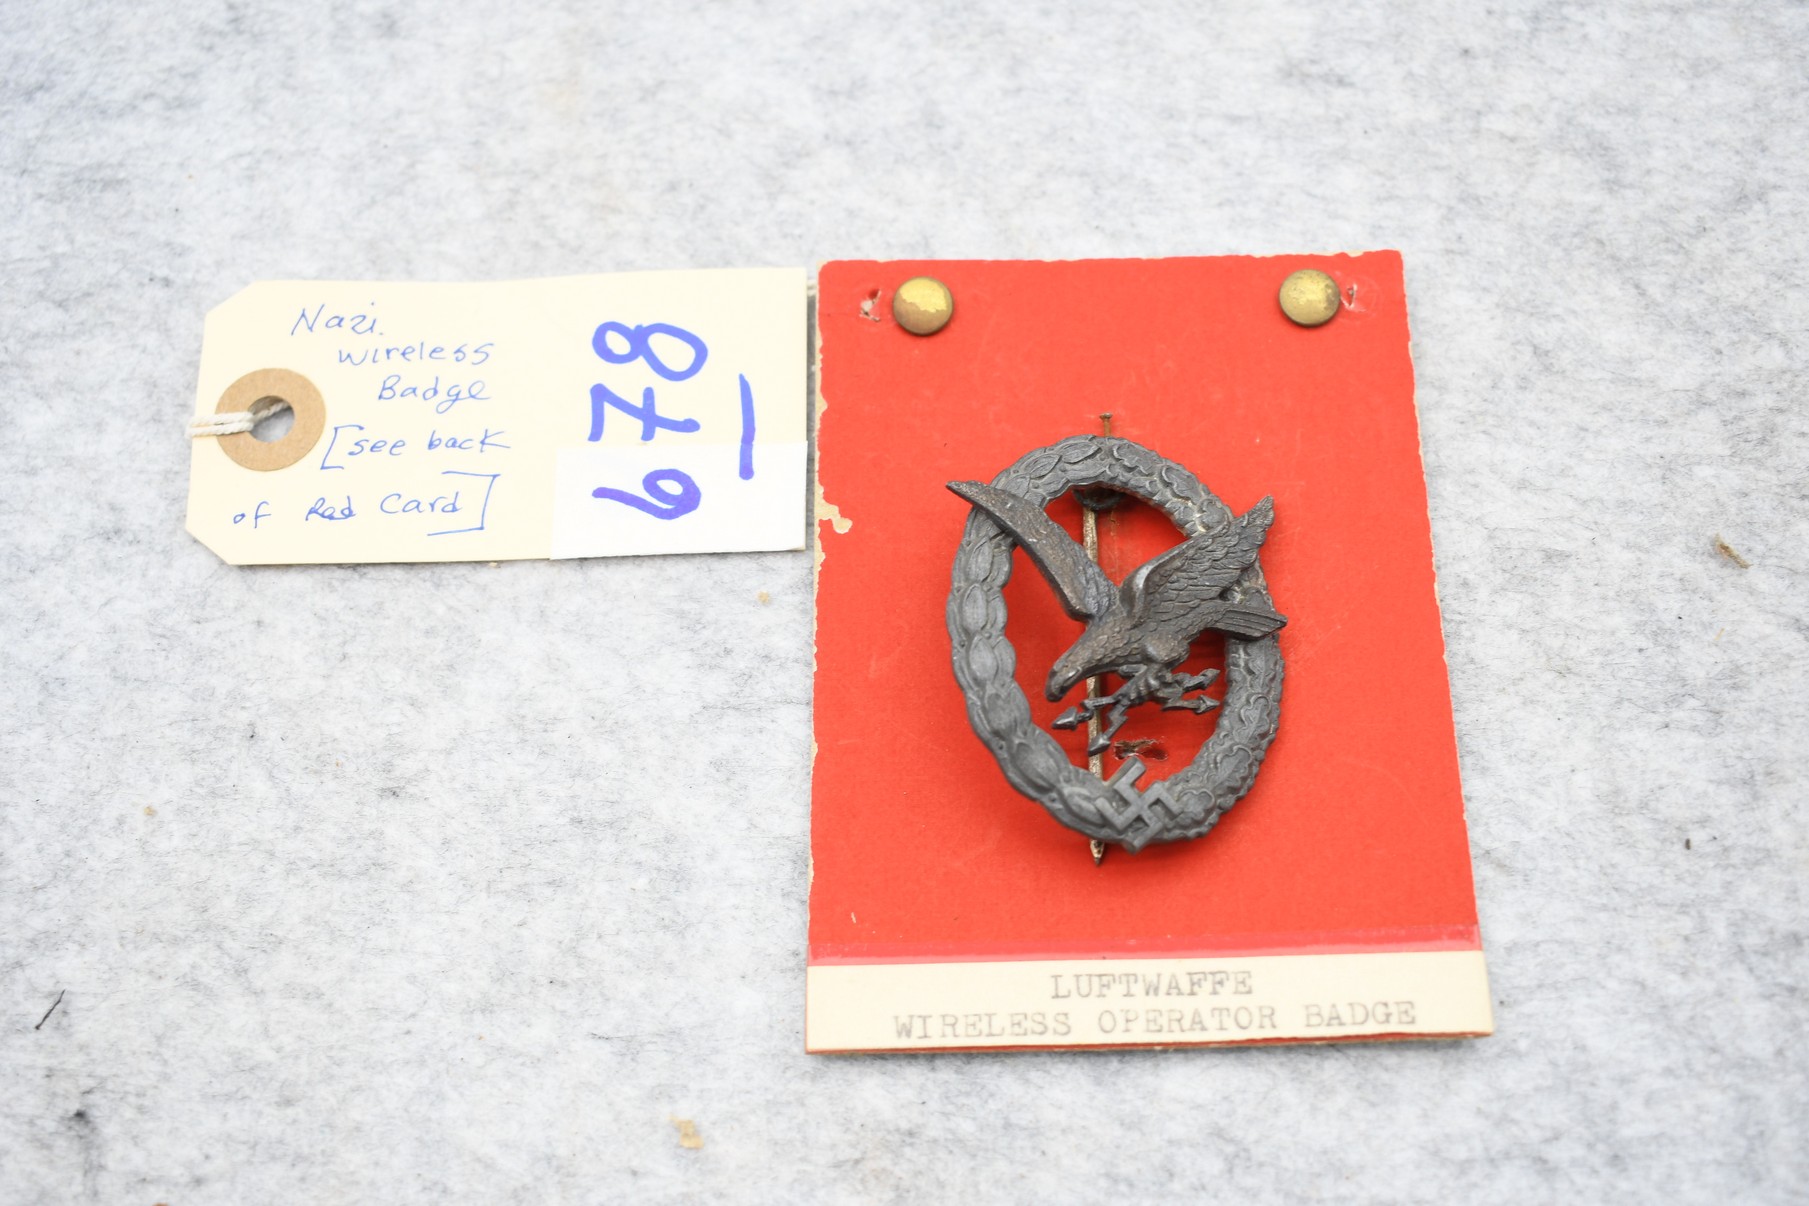 Nazi.
Wireless
Badge
[see back
of Red Card]
678
LUFTWAFFE
WIRELESS OPERATOR BADGE